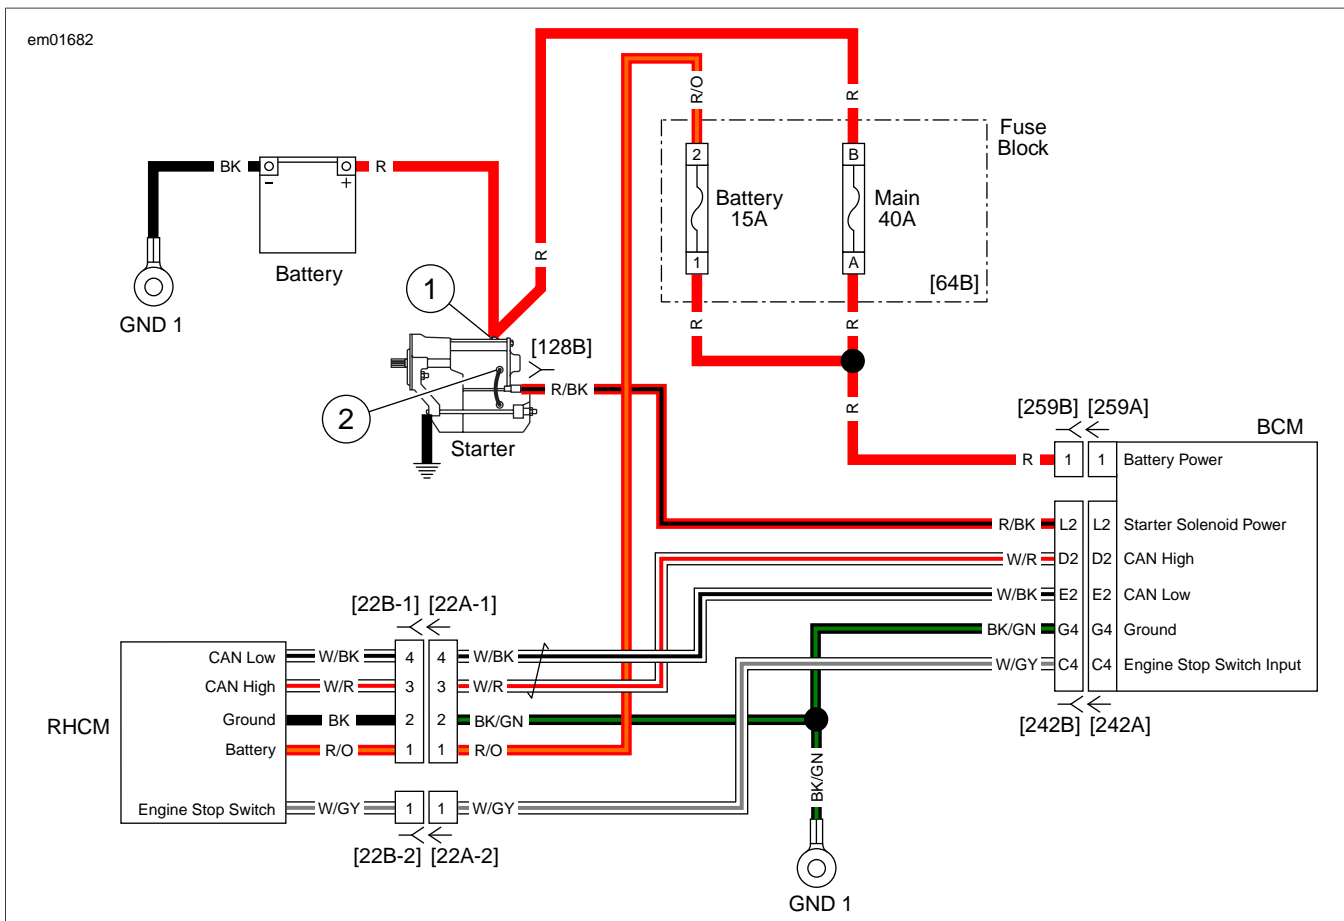 em01682
R/O
R
Fuse
Block
2
B
Battery
15A
Main
40A
1
A
[64B]
BK
R
-
+
Battery
GND 1
R
1
[128B]
R
R
R/BK
2
Starter
R
[259B] [259A]
BCM
R
1
1
Battery Power
R/BK
L2
L2
Starter Solenoid Power
W/R
D2
D2
CAN High
W/BK
E2
E2
CAN Low
BK/GN
G4
G4
Ground
W/GY
C4
C4
Engine Stop Switch Input
[242B] [242A]
[22B-1] [22A-1]
RHCM
CAN Low
W/BK
4
4
W/BK
CAN High
W/R
3
3
W/R
Ground
BK
2
2
BK/GN
Battery
R/O
1
1
R/O
Engine Stop Switch
W/GY
1
1
W/GY
[22B-2] [22A-2]
BK/GN
GND 1